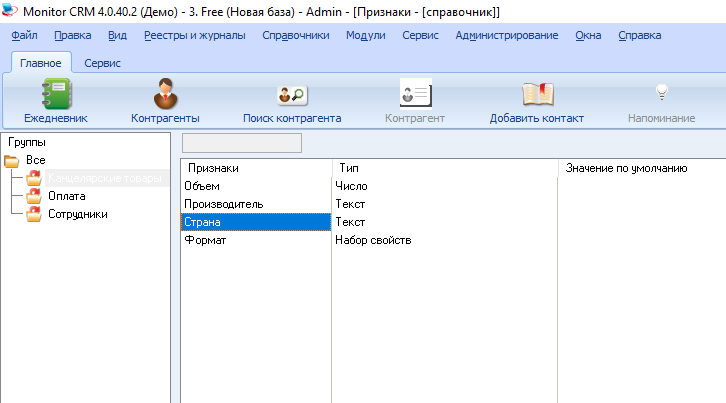 Monitor CRM 4.0.40.2 (Демо) - 3. Free (Новая база) - Admin - [Признаки - [справочник]]
Файл Правка Вид Реестры и журналы Справочники Модули Сервис Администрирование Окна Справка
Главное Сервис
Ежедневник Контрагенты Поиск контрагента Контрагент Добавить контакт Напоминание
Группы
Все
Канцелярские товары
Оплата
Сотрудники
Признаки Тип Значение по умолчанию
Объем Число
Производитель Текст
Страна Текст
Формат Набор свойств